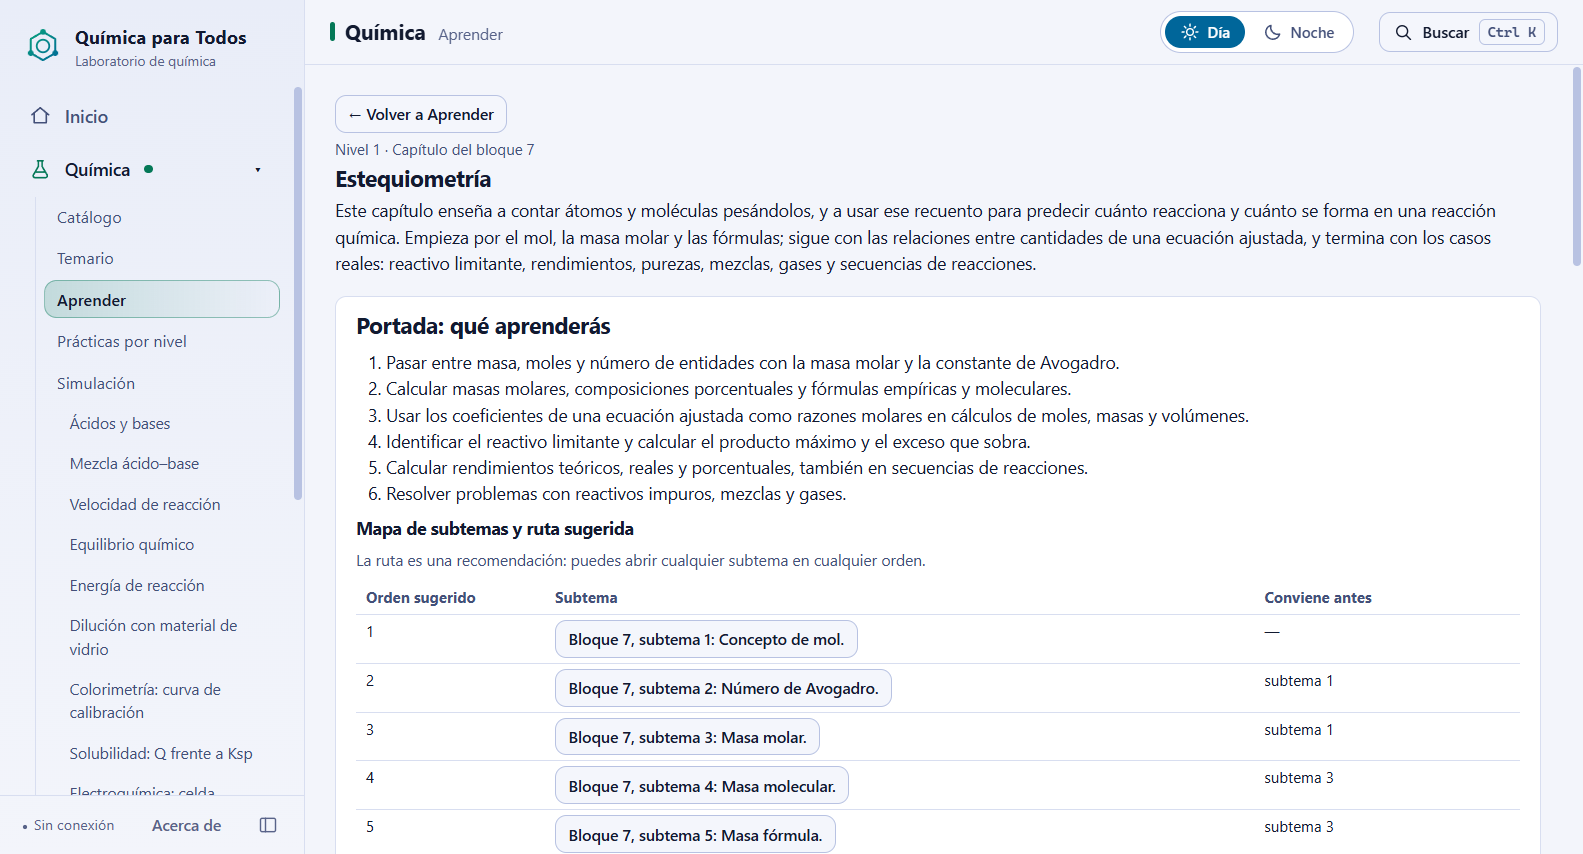 Química para Todos
Laboratorio de química
Inicio
Química
Catálogo
Temario
Aprender
Prácticas por nivel
Simulación
Ácidos y bases
Mezcla ácido–base
Velocidad de reacción
Equilibrio químico
Energía de reacción
Dilución con material de
vidrio
Colorimetría: curva de
calibración
Solubilidad: Q frente a Ksp
Electroquímica: celda
Sin conexión
Acerca de
Química Aprender
Día
Noche
Buscar Ctrl K
← Volver a Aprender
Nivel 1 · Capítulo del bloque 7
Estequiometría
Este capítulo enseña a contar átomos y moléculas pesándolos, y a usar ese recuento para predecir cuánto reacciona y cuánto se forma en una reacción
química. Empieza por el mol, la masa molar y las fórmulas; sigue con las relaciones entre cantidades de una ecuación ajustada, y termina con los casos
reales: reactivo limitante, rendimientos, purezas, mezclas, gases y secuencias de reacciones.
Portada: qué aprenderás
1. Pasar entre masa, moles y número de entidades con la masa molar y la constante de Avogadro.
2. Calcular masas molares, composiciones porcentuales y fórmulas empíricas y moleculares.
3. Usar los coeficientes de una ecuación ajustada como razones molares en cálculos de moles, masas y volúmenes.
4. Identificar el reactivo limitante y calcular el producto máximo y el exceso que sobra.
5. Calcular rendimientos teóricos, reales y porcentuales, también en secuencias de reacciones.
6. Resolver problemas con reactivos impuros, mezclas y gases.
Mapa de subtemas y ruta sugerida
La ruta es una recomendación: puedes abrir cualquier subtema en cualquier orden.
Orden sugerido Subtema Conviene antes
1 Bloque 7, subtema 1: Concepto de mol. —
2 Bloque 7, subtema 2: Número de Avogadro. subtema 1
3 Bloque 7, subtema 3: Masa molar. subtema 1
4 Bloque 7, subtema 4: Masa molecular. subtema 3
5 Bloque 7, subtema 5: Masa fórmula. subtema 3